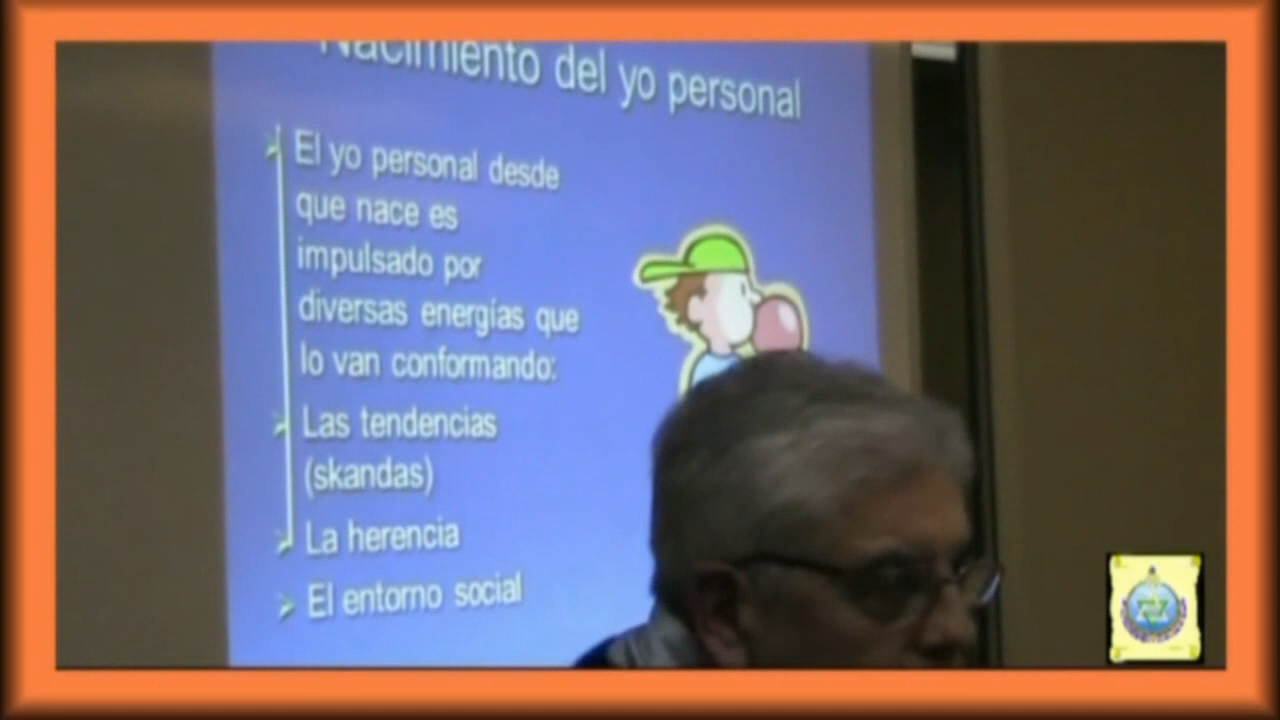 Nacimiento del yo personal
El yo personal desde
que nace es
impulsado por
diversas energías que
lo van conformando:
Las tendencias
(skandas)
La herencia
El entorno social